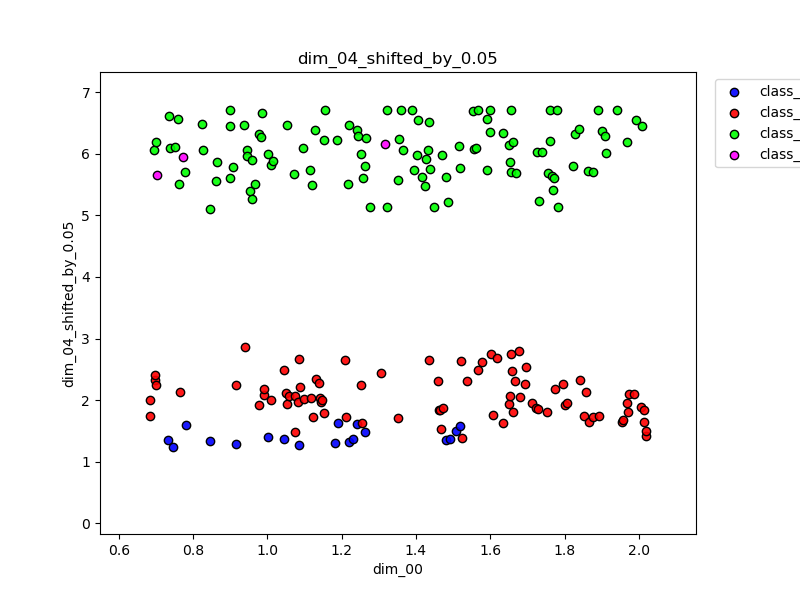 dim_04_shifted_by_0.05
7
6
5
4
3
2
1
0
dim_04_shifted_by_0.05
0.6 0.8 1.0 1.2 1.4 1.6 1.8 2.0
dim_00
class_
class_
class_
class_